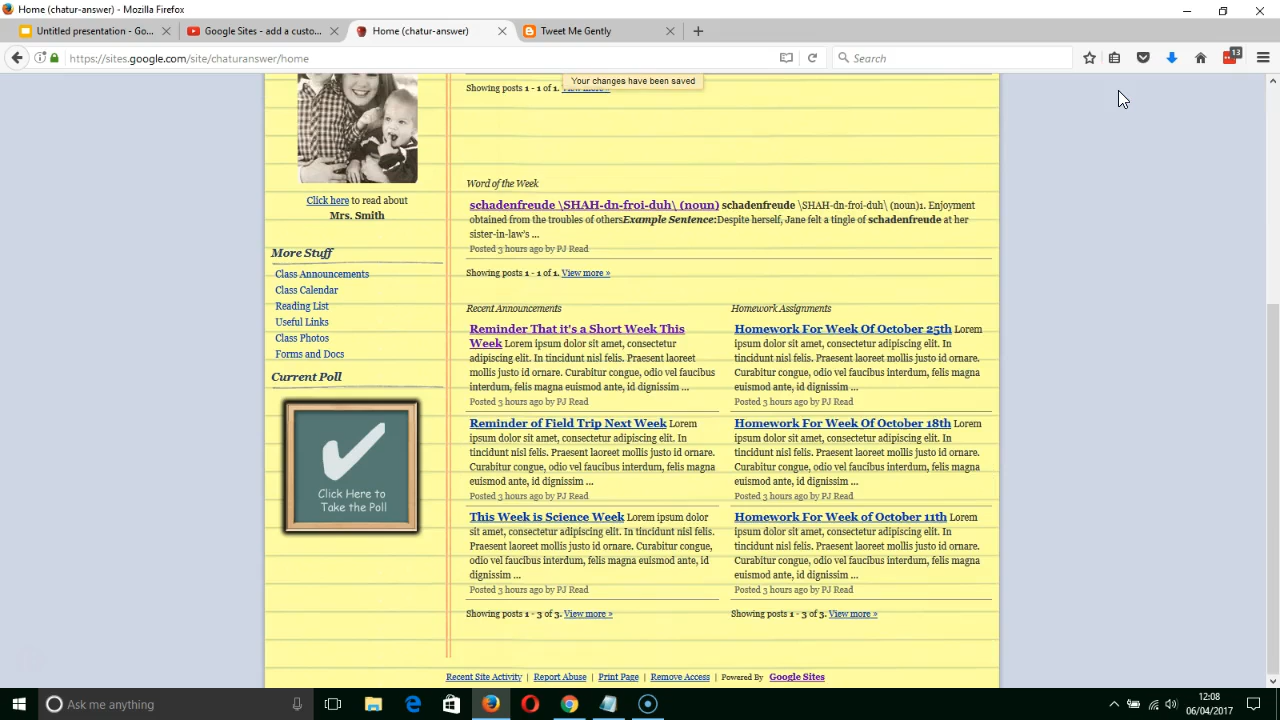 Home (chatur-answer) - Mozilla Firefox
Untitled presentation - Go...
Google Sites - add a custo...
Home (chatur-answer)
Tweet Me Gently
https://sites.google.com/site/chaturanswer/home
Search
13
Your changes have been saved
Showing posts 1 - 1 of 1. View more »
Click here to read about
Mrs. Smith
More Stuff
Class Announcements
Class Calendar
Reading List
Useful Links
Class Photos
Forms and Docs
Current Poll
Click Here to
Take the Poll
Word of the Week
schadenfreude \SHAH-dn-froi-duh\ (noun) schadenfreude \SHAH-dn-froi-duh\ (noun)1. Enjoyment
obtained from the troubles of othersExample Sentence:Despite herself, Jane felt a tingle of schadenfreude at her
sister-in-law's ...
Posted 3 hours ago by PJ Read
Showing posts 1 - 1 of 1. View more »
Recent Announcements
Reminder That it's a Short Week This
Week Lorem ipsum dolor sit amet, consectetur
adipiscing elit. In tincidunt nisl felis. Praesent laoreet
mollis justo id ornare. Curabitur congue, odio vel faucibus
interdum, felis magna euismod ante, id dignissim ...
Posted 3 hours ago by PJ Read
Reminder of Field Trip Next Week Lorem
ipsum dolor sit amet, consectetur adipiscing elit. In
tincidunt nisl felis. Praesent laoreet mollis justo id ornare.
Curabitur congue, odio vel faucibus interdum, felis magna
euismod ante, id dignissim ...
Posted 3 hours ago by PJ Read
This Week is Science Week Lorem ipsum dolor
sit amet, consectetur adipiscing elit. In tincidunt nisl felis.
Praesent laoreet mollis justo id ornare. Curabitur congue,
odio vel faucibus interdum, felis magna euismod ante, id
dignissim ...
Posted 3 hours ago by PJ Read
Showing posts 1 - 3 of 3. View more »
Homework Assignments
Homework For Week Of October 25th Lorem
ipsum dolor sit amet, consectetur adipiscing elit. In
tincidunt nisl felis. Praesent laoreet mollis justo id ornare.
Curabitur congue, odio vel faucibus interdum, felis magna
euismod ante, id dignissim ...
Posted 3 hours ago by PJ Read
Homework For Week Of October 18th Lorem
ipsum dolor sit amet, consectetur adipiscing elit. In
tincidunt nisl felis. Praesent laoreet mollis justo id ornare.
Curabitur congue, odio vel faucibus interdum, felis magna
euismod ante, id dignissim ...
Posted 3 hours ago by PJ Read
Homework For Week of October 11th Lorem
ipsum dolor sit amet, consectetur adipiscing elit. In
tincidunt nisl felis. Praesent laoreet mollis justo id ornare.
Curabitur congue, odio vel faucibus interdum, felis magna
euismod ante, id dignissim ...
Posted 3 hours ago by PJ Read
Showing posts 1 - 3 of 3. View more »
Recent Site Activity | Report Abuse | Print Page | Remove Access | Powered By Google Sites
Ask me anything
12:08
06/04/2017